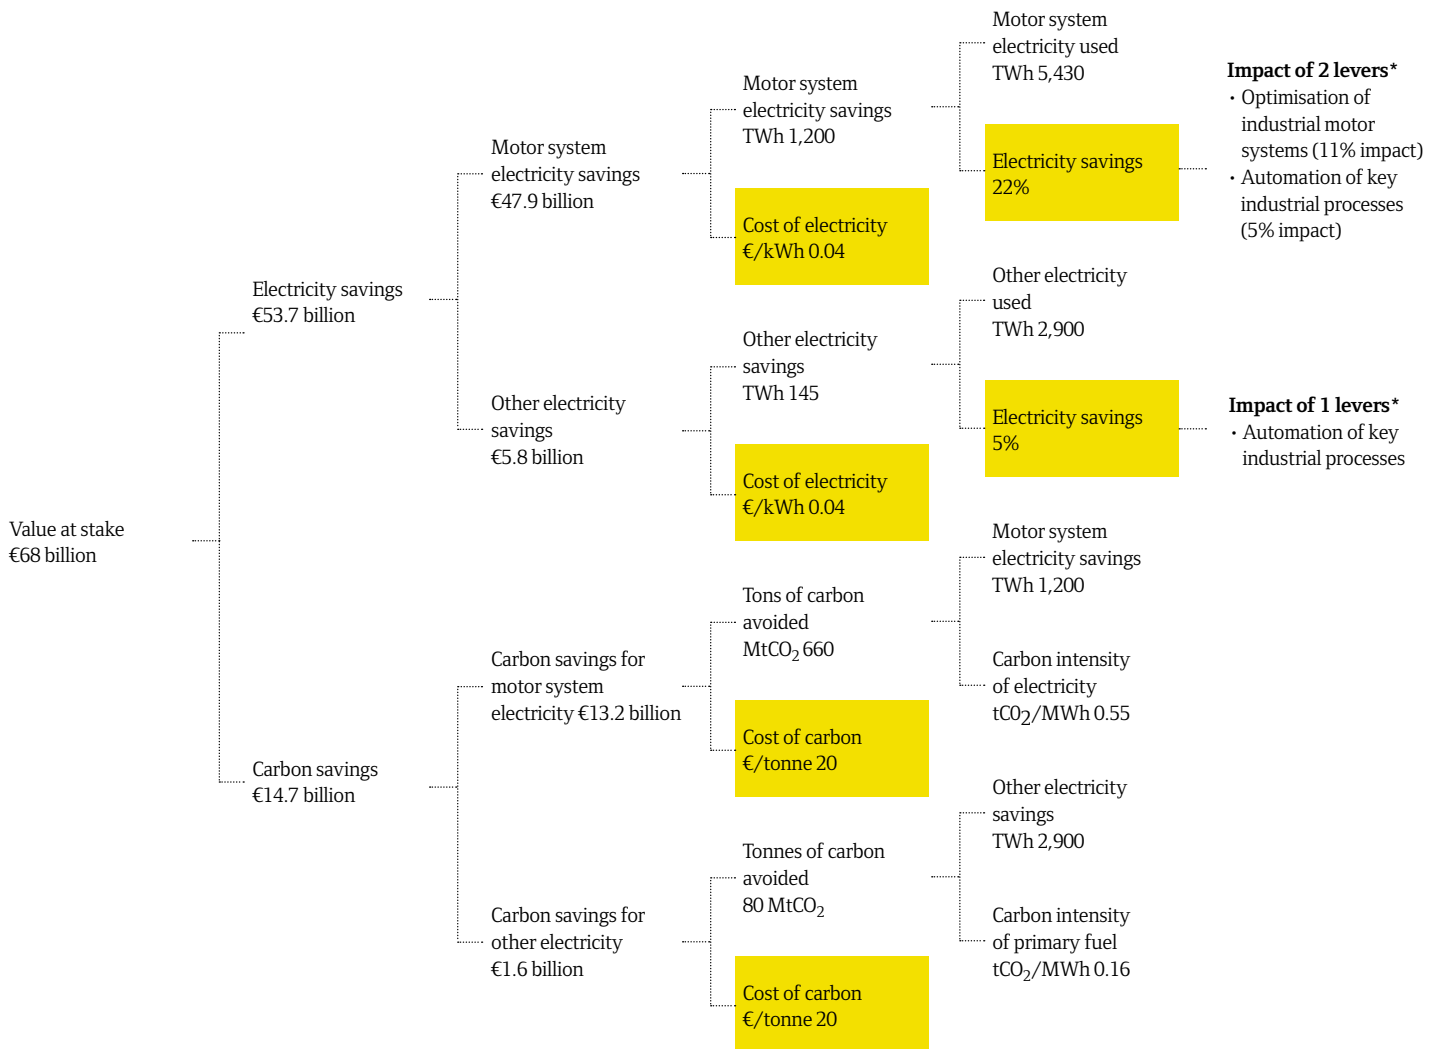 Value at stake
€68 billion
Electricity savings
€53.7 billion
Carbon savings
€14.7 billion
Motor system
electricity savings
€47.9 billion
Other electricity
savings
€5.8 billion
Carbon savings for
motor system
electricity €13.2 billion
Carbon savings for
other electricity
€1.6 billion
Motor system
electricity savings
TWh 1,200
Cost of electricity
€/kWh 0.04
Other electricity
savings
TWh 145
Cost of electricity
€/kWh 0.04
Tons of carbon
avoided
MtCO2 660
Cost of carbon
€/tonne 20
Tonnes of carbon
avoided
80 MtCO2
Cost of carbon
€/tonne 20
Motor system
electricity used
TWh 5,430
Electricity savings
22%
Other electricity
used
TWh 2,900
Electricity savings
5%
Motor system
electricity savings
TWh 1,200
Carbon intensity
of electricity
tC02/MWh 0.55
Other electricity
savings
TWh 2,900
Carbon intensity
of primary fuel
tCO2/MWh 0.16
Impact of 2 levers*
· Optimisation of
industrial motor
systems (11% impact)
· Automation of key
industrial processes
(5% impact)
Impact of 1 levers*
· Automation of key
industrial processes